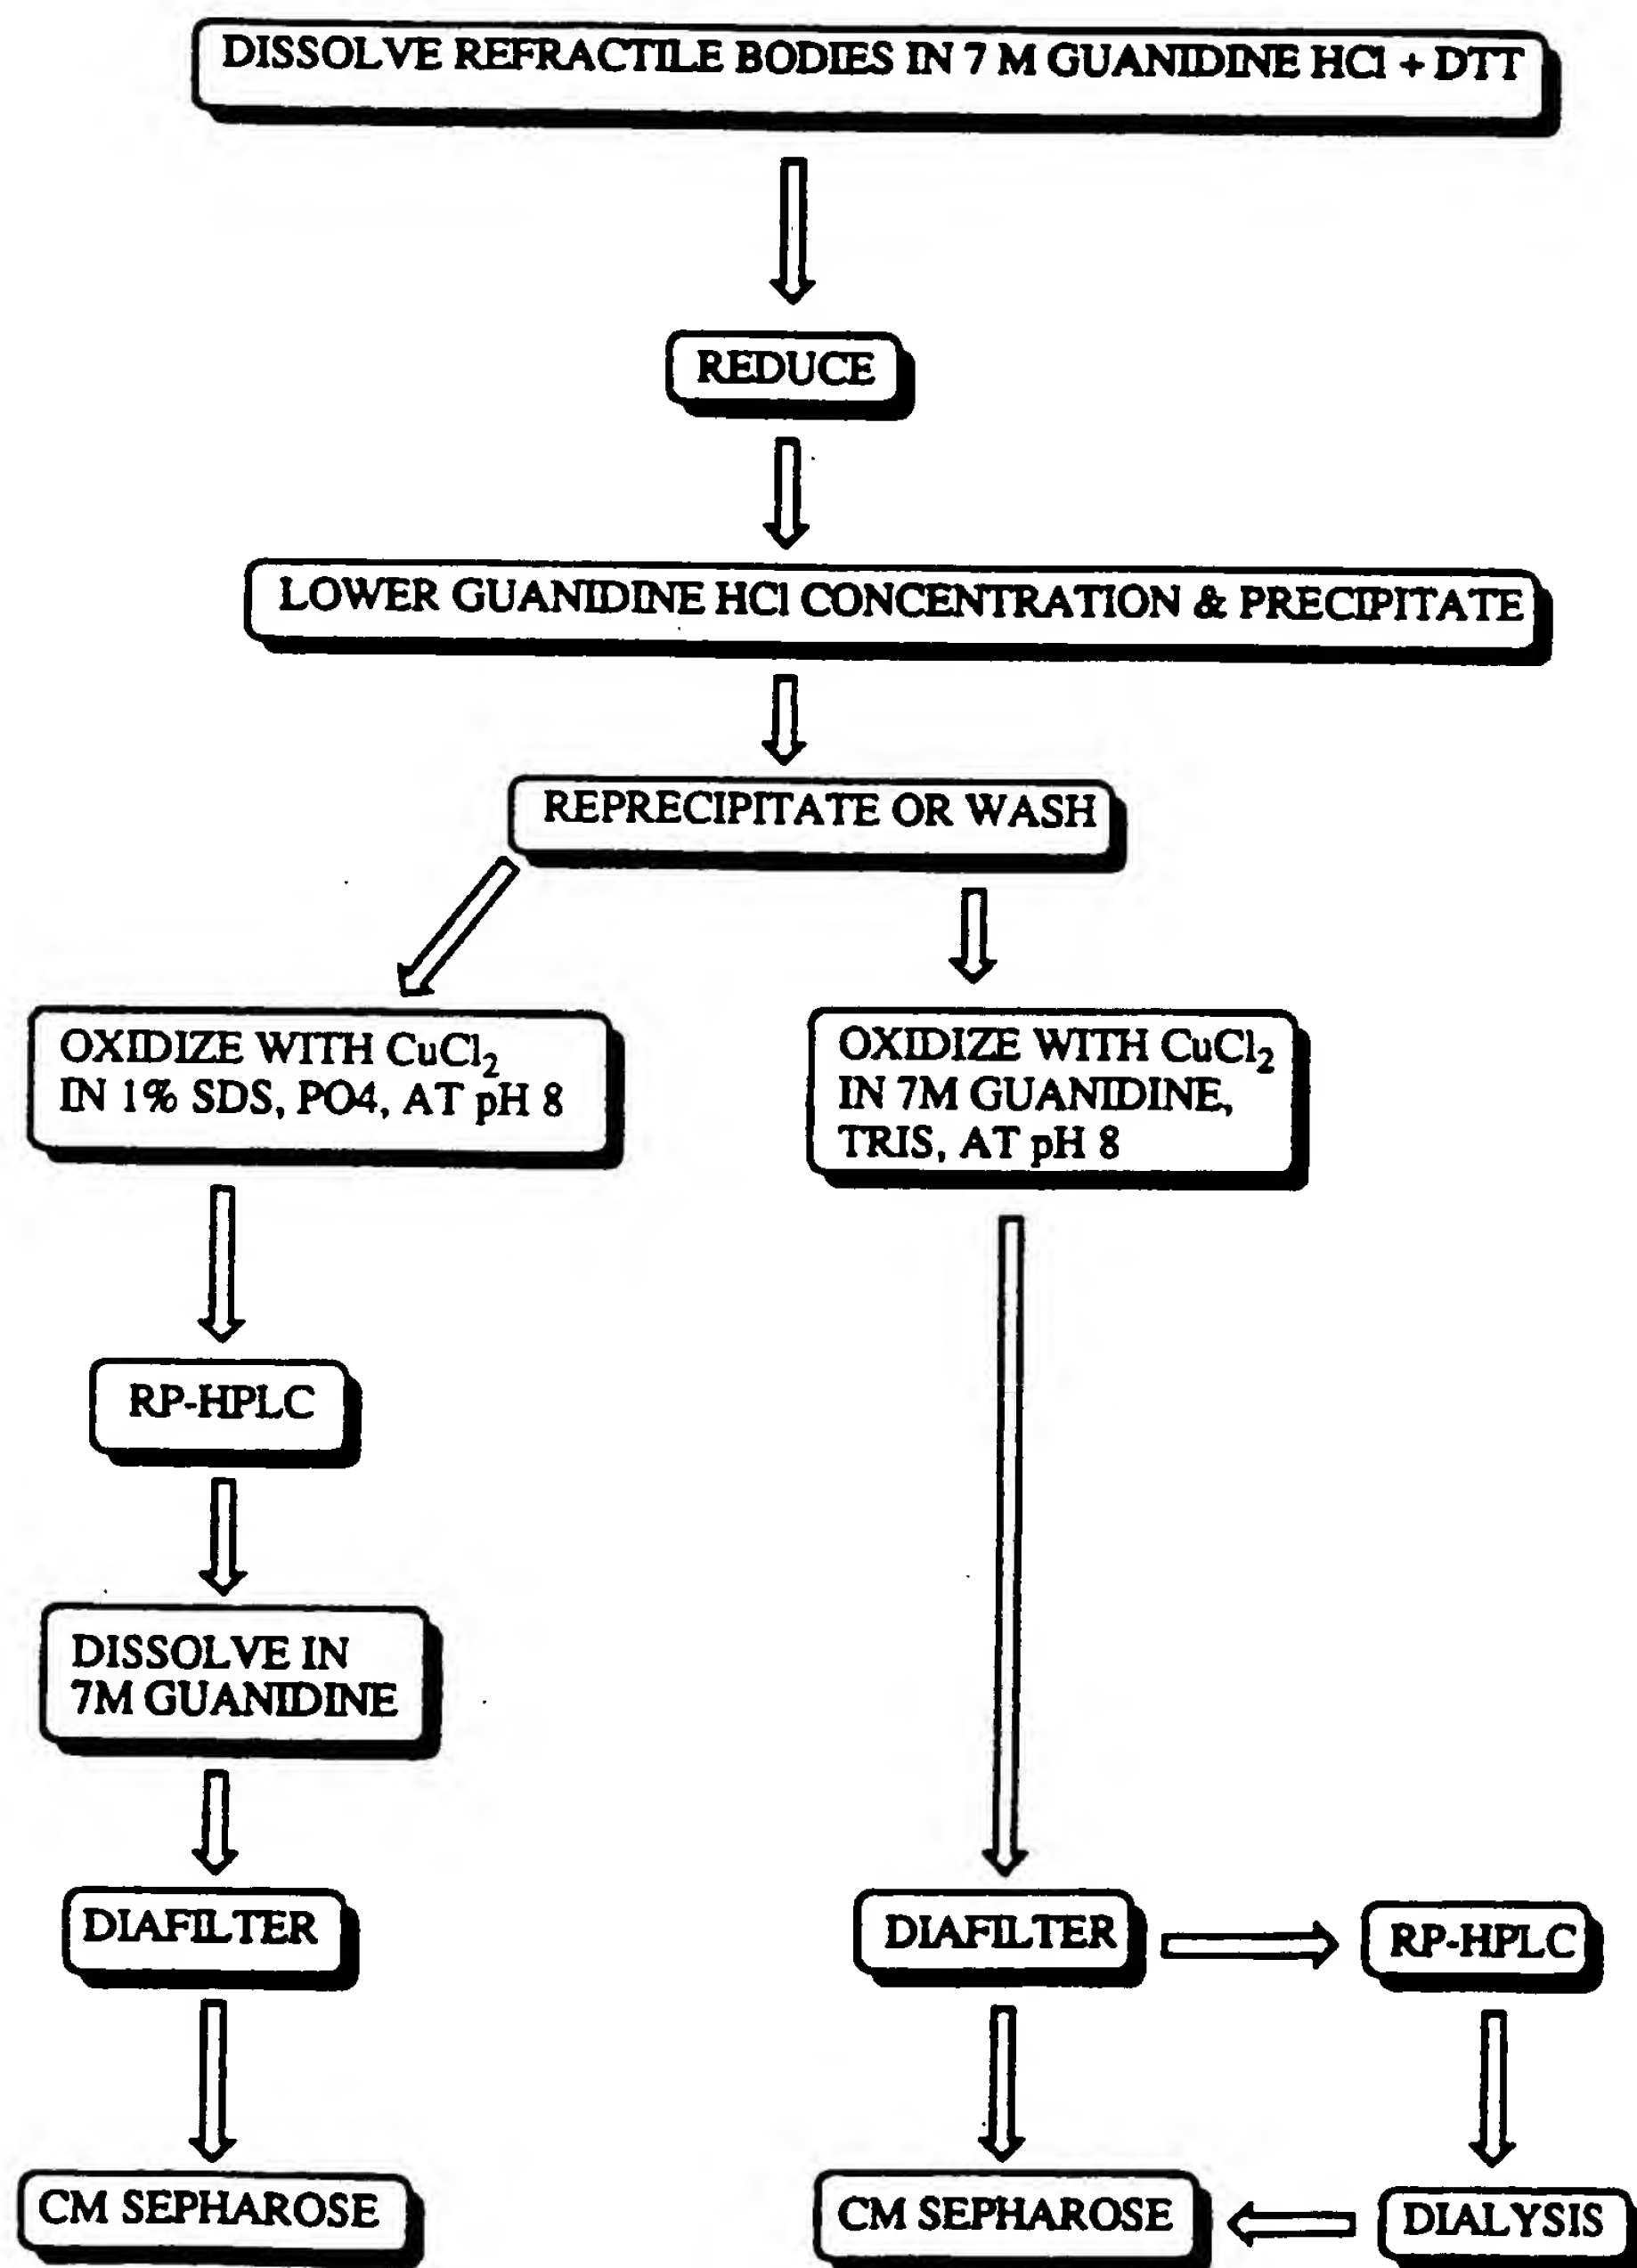 DISSOLVE REFRACTILE BODIES IN 7 M GUANIDINE HCl + DTT
REDUCE
LOWER GUANIDINE HCl CONCENTRATION & PRECIPITATE
REPRECIPITATE OR WASH
OXIDIZE WITH CuCl₂
IN 1% SDS, PO4, AT pH 8
OXIDIZE WITH CuCl₂
IN 7M GUANIDINE,
TRIS, AT pH 8
RP-HPLC
DISSOLVE IN
7M GUANIDINE
DIAFILTER
DIAFILTER
RP-HPLC
CM SEPHAROSE
CM SEPHAROSE
DIALYSIS